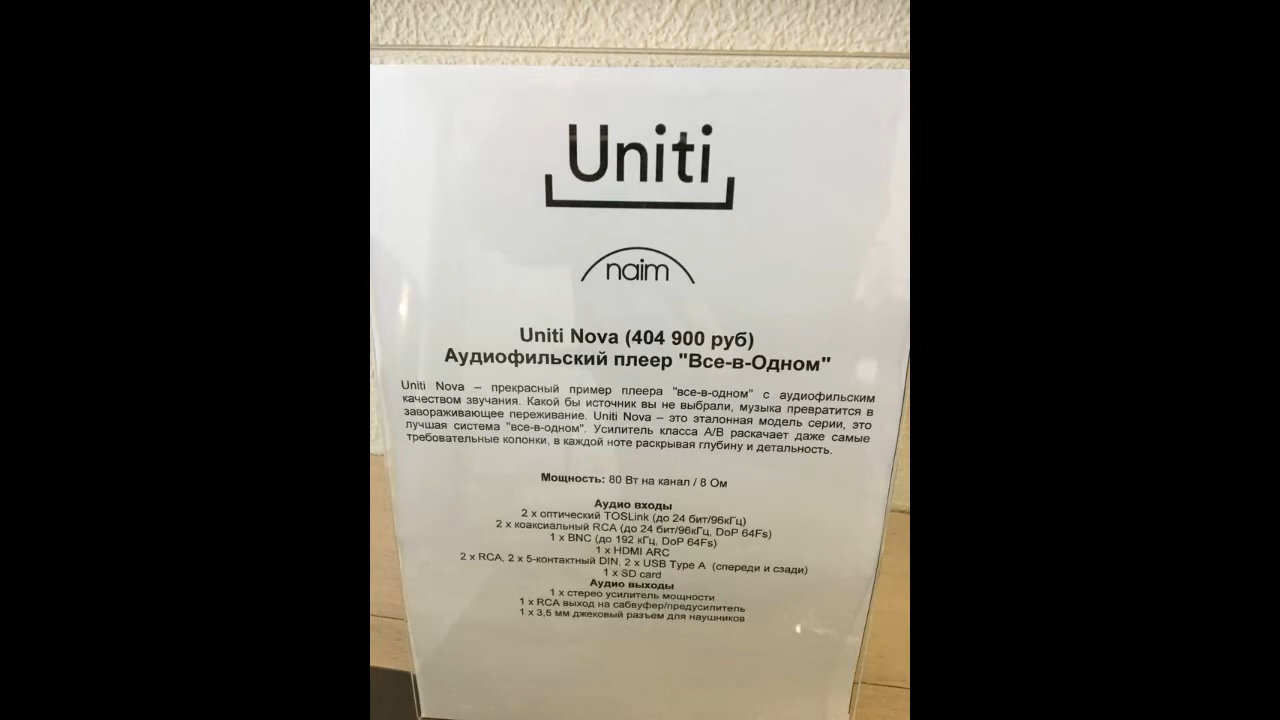 Uniti
naim
Uniti Nova (404 900 руб)
Аудиофильский плеер "Все-в-Одном"
Uniti Nova – прекрасный пример плеера "все-в-одном" с аудиофильским
качеством звучания. Какой бы источник вы не выбрали, музыка превратится в
завораживающее переживание. Uniti Nova – это эталонная модель серии, это
лучшая система "все-в-одном". Усилитель класса A/B раскачает даже самые
требовательные колонки, в каждой ноте раскрывая глубину и детальность.
Мощность: 80 Вт на канал / 8 Ом
Аудио входы
2 x оптический TOSLink (до 24 бит/96кГц)
2 x коаксиальный RCA (до 24 бит/96кГц, DoP 64Fs)
1 x BNC (до 192 кГц, DoP 64Fs)
1 x HDMI ARC
2 x RCA, 2 x 5-контактный DIN, 2 x USB Type A (спереди и сзади)
1 x SD card
Аудио выходы
1 x стерео усилитель мощности
1 x RCA выход на сабвуфер/предусилитель
1 x 3,5 мм джековый разъем для наушников